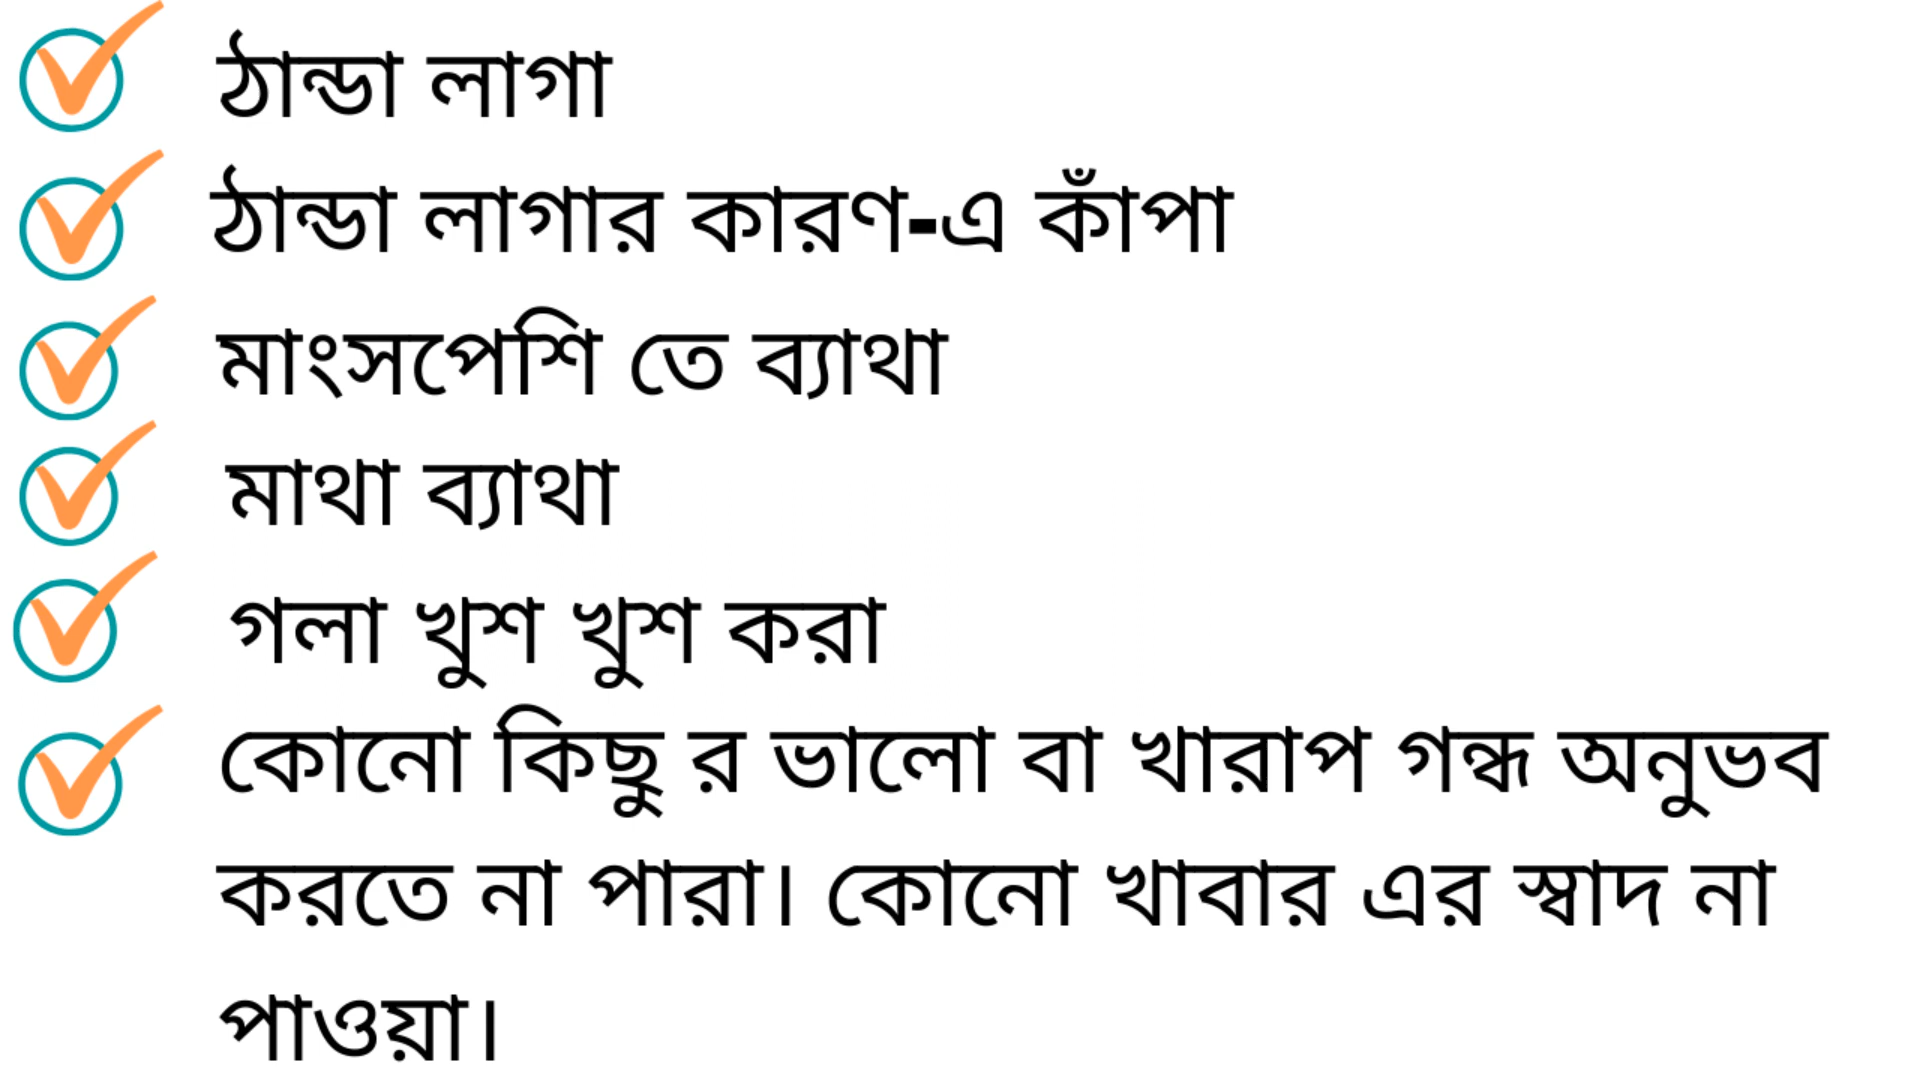 ঠান্ডা লাগা
ঠান্ডা লাগার কারণ-এ কাঁপা
মাংসপেশি তে ব্যাথা
মাথা ব্যাথা
গলা খুশ খুশ করা
কোনো কিছু র ভালো বা খারাপ গন্ধ অনুভব
করতে না পারা। কোনো খাবার এর স্বাদ না
পাওয়া।